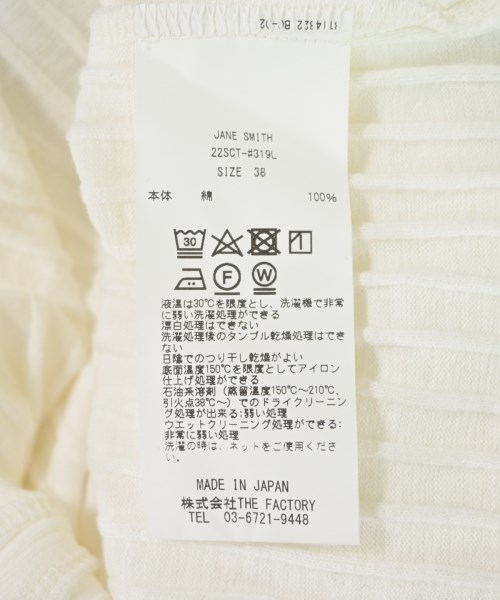 JANE SMITH
22SCT-#319L
SIZE 38
本体 綿 100%
30
F W
液温は30℃を限度とし、洗濯機で非常
に弱い洗濯処理ができる
漂白処理はできない
洗濯処理後のタンブル乾燥処理はでき
ない
日陰でのつり干し乾燥がよい
底面温度150℃を限度としてアイロン
仕上げ処理ができる
石油系溶剤（蒸留温度150℃～210℃、
引火点38℃～）でのドライクリーニン
グ処理が出来る:弱い処理
ウエットクリーニング処理ができる:
非常に弱い処理
洗濯の時は、ネットをご使用くださ
い。
MADE IN JAPAN
株式会社THE FACTORY
TEL 03-6721-9448